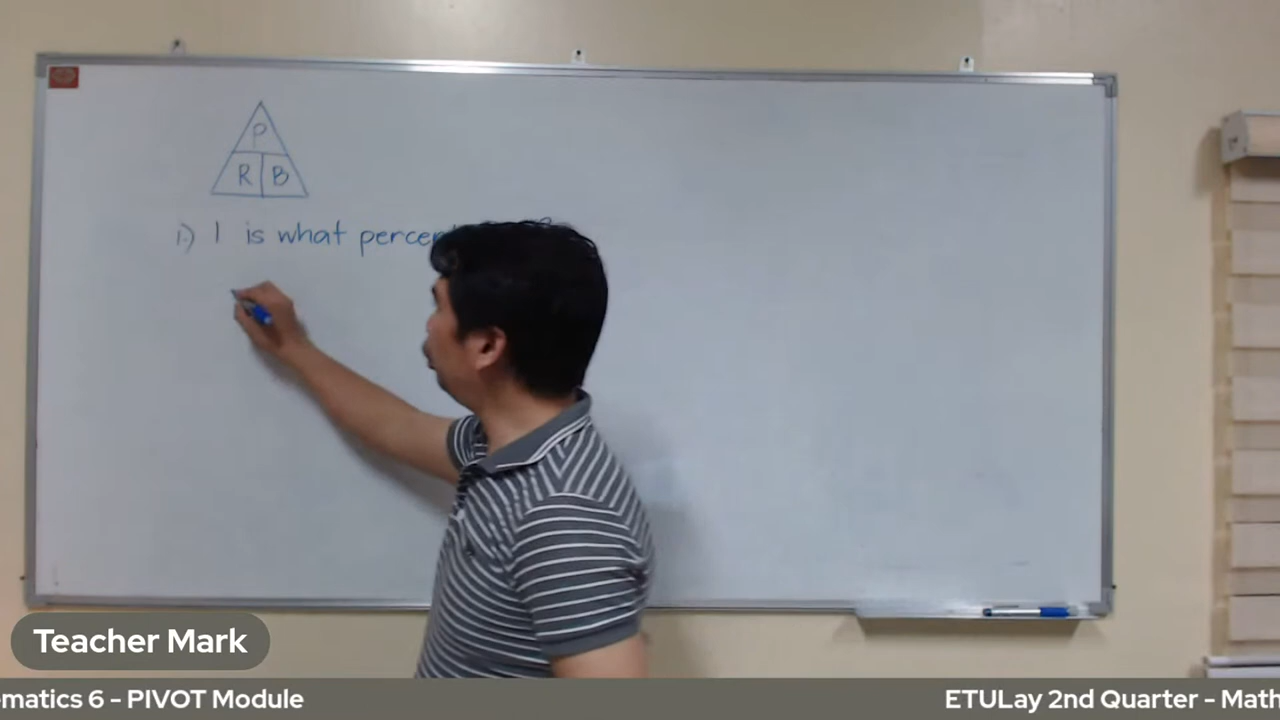 P
R B
1.) 1 is what percent
Teacher Mark
ematics 6 - PIVOT Module
ETULay 2nd Quarter - Math